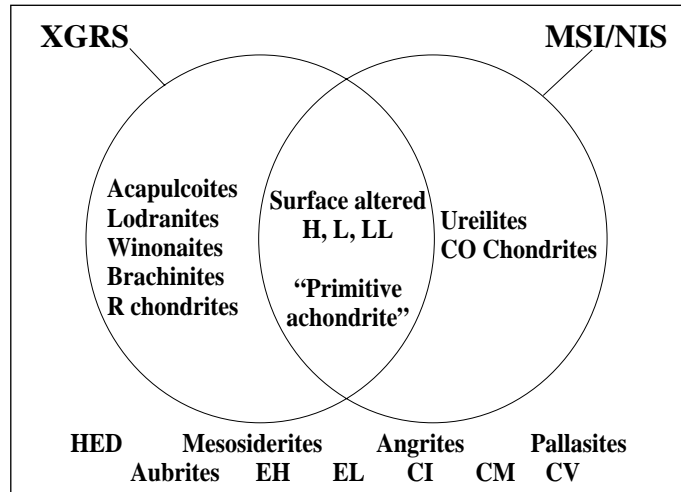 XGRS
MSI/NIS
Acapulcoites
Lodranites
Winonaites
Brachinites
R chondrites
Surface altered
H, L, LL
“Primitive
achondrite”
Ureilites
CO Chondrites
HED Mesosiderites Angrites Pallasites
Aubrites EH EL CI CM CV